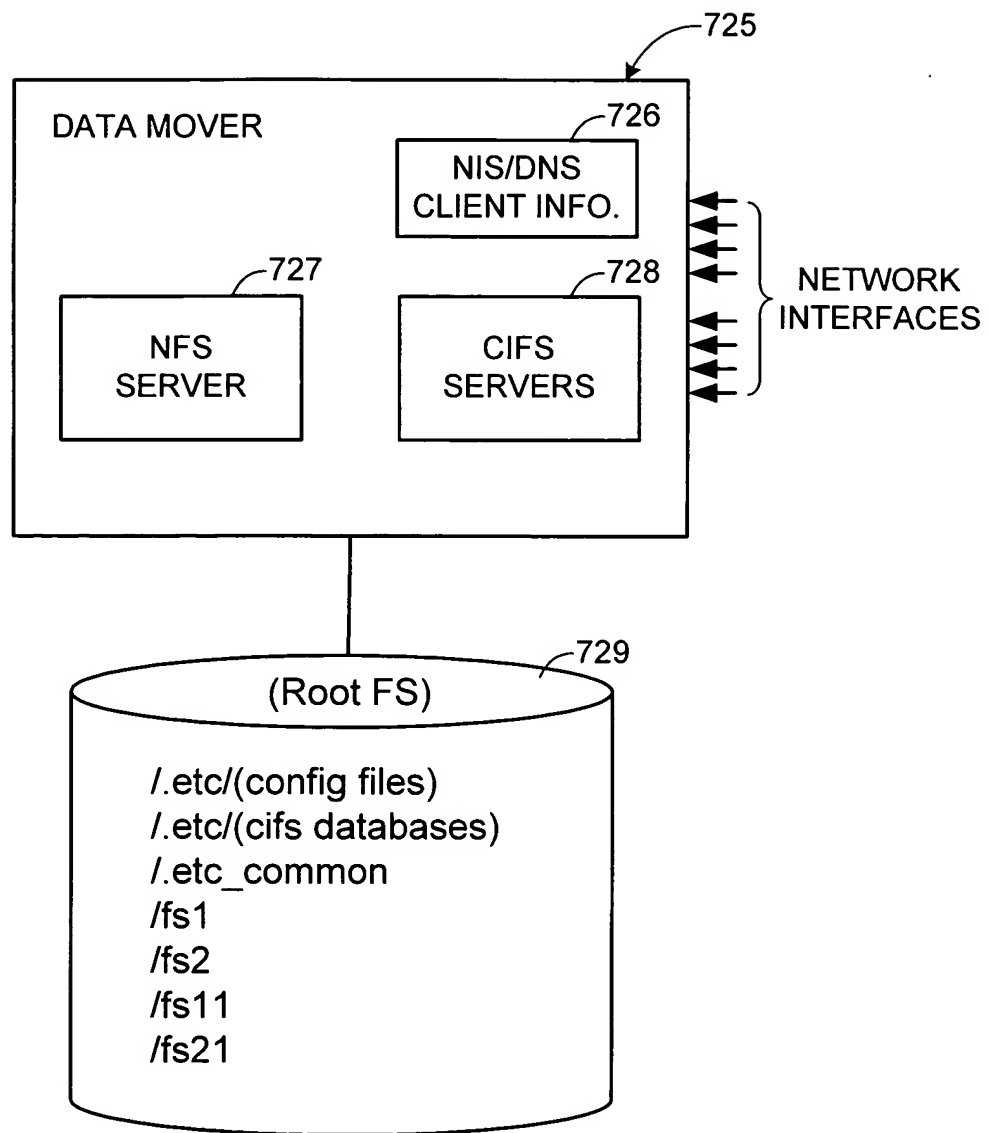 725
DATA MOVER
726
NIS/DNS
CLIENT INFO.
727
728
NETWORK
INTERFACES
NFS
SERVER
CIFS
SERVERS
729
(Root FS)
/.etc/(config files)
/.etc/(cifs databases)
/.etc_common
/fs1
/fs2
/fs11
/fs21